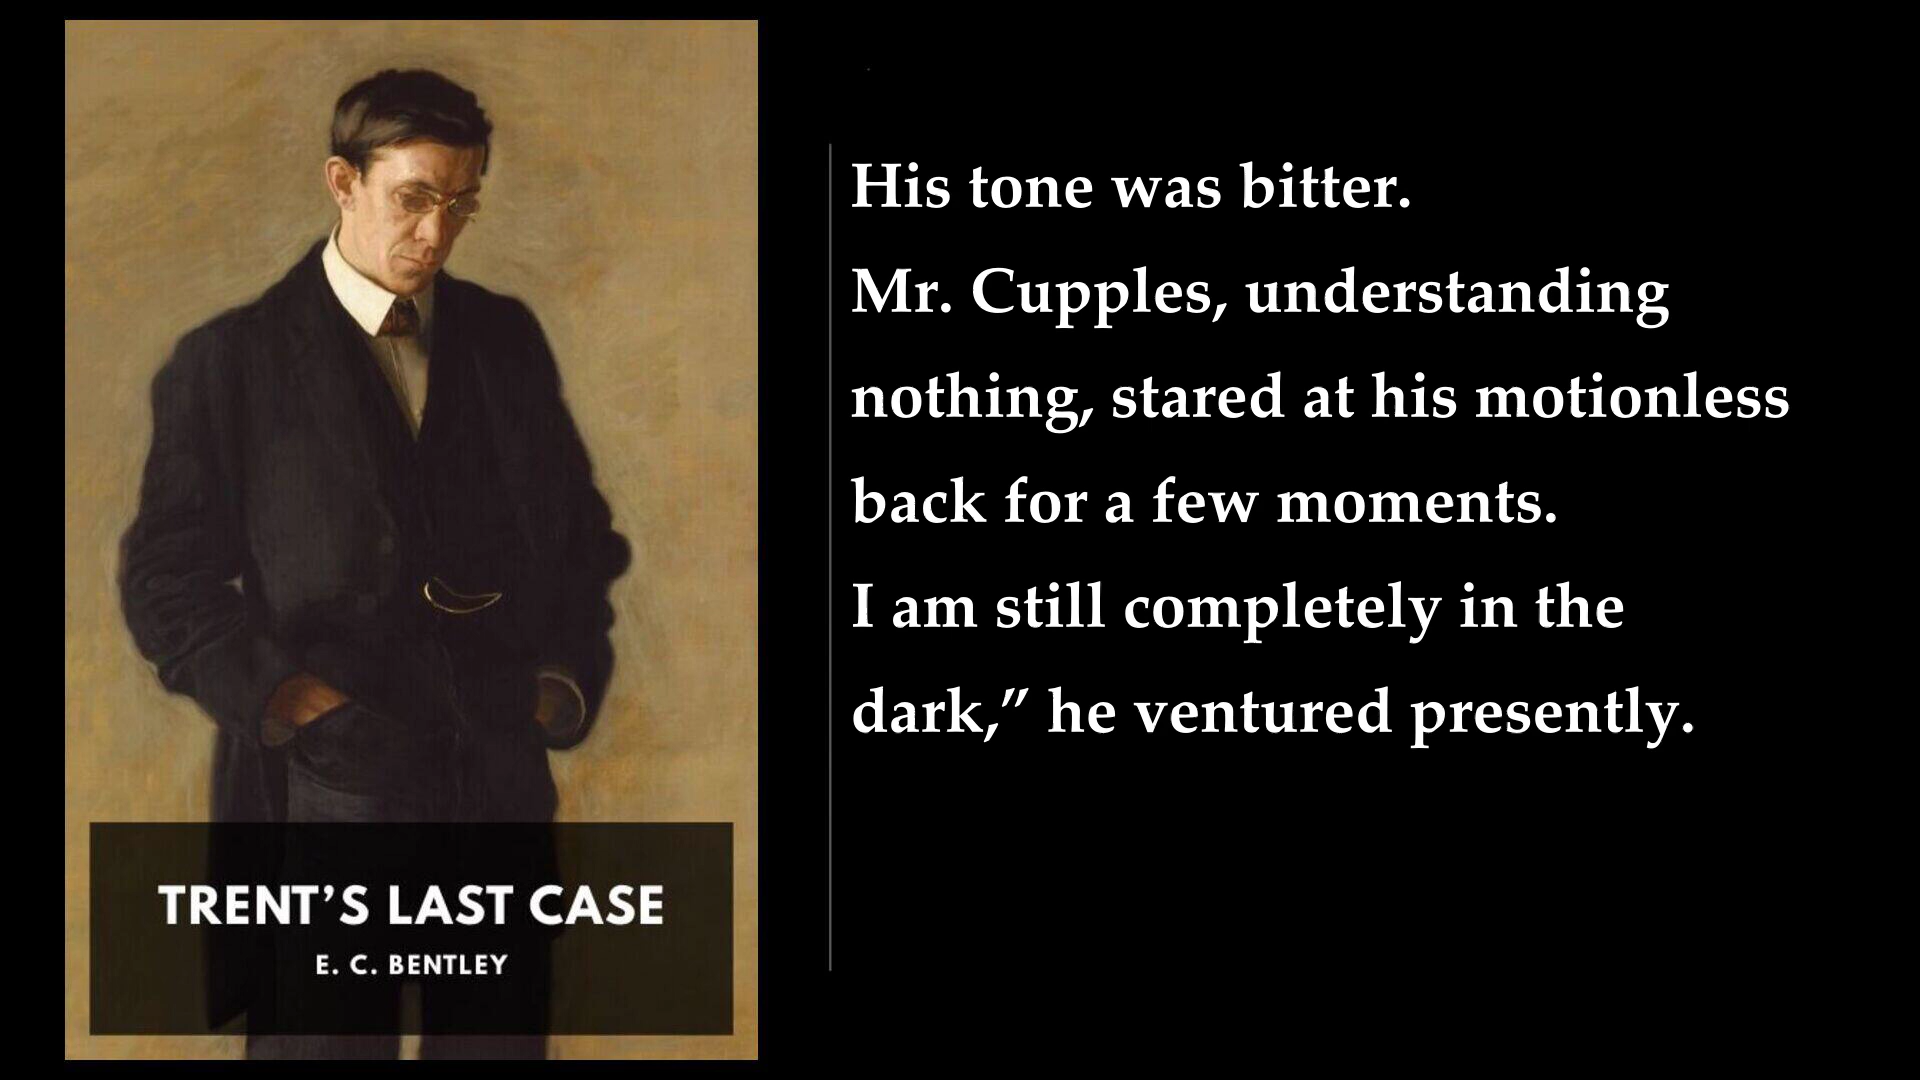 His tone was bitter.
Mr. Cupples, understanding
nothing, stared at his motionless
back for a few moments.
I am still completely in the
dark,” he ventured presently.
TRENT’S LAST CASE
E. C. BENTLEY